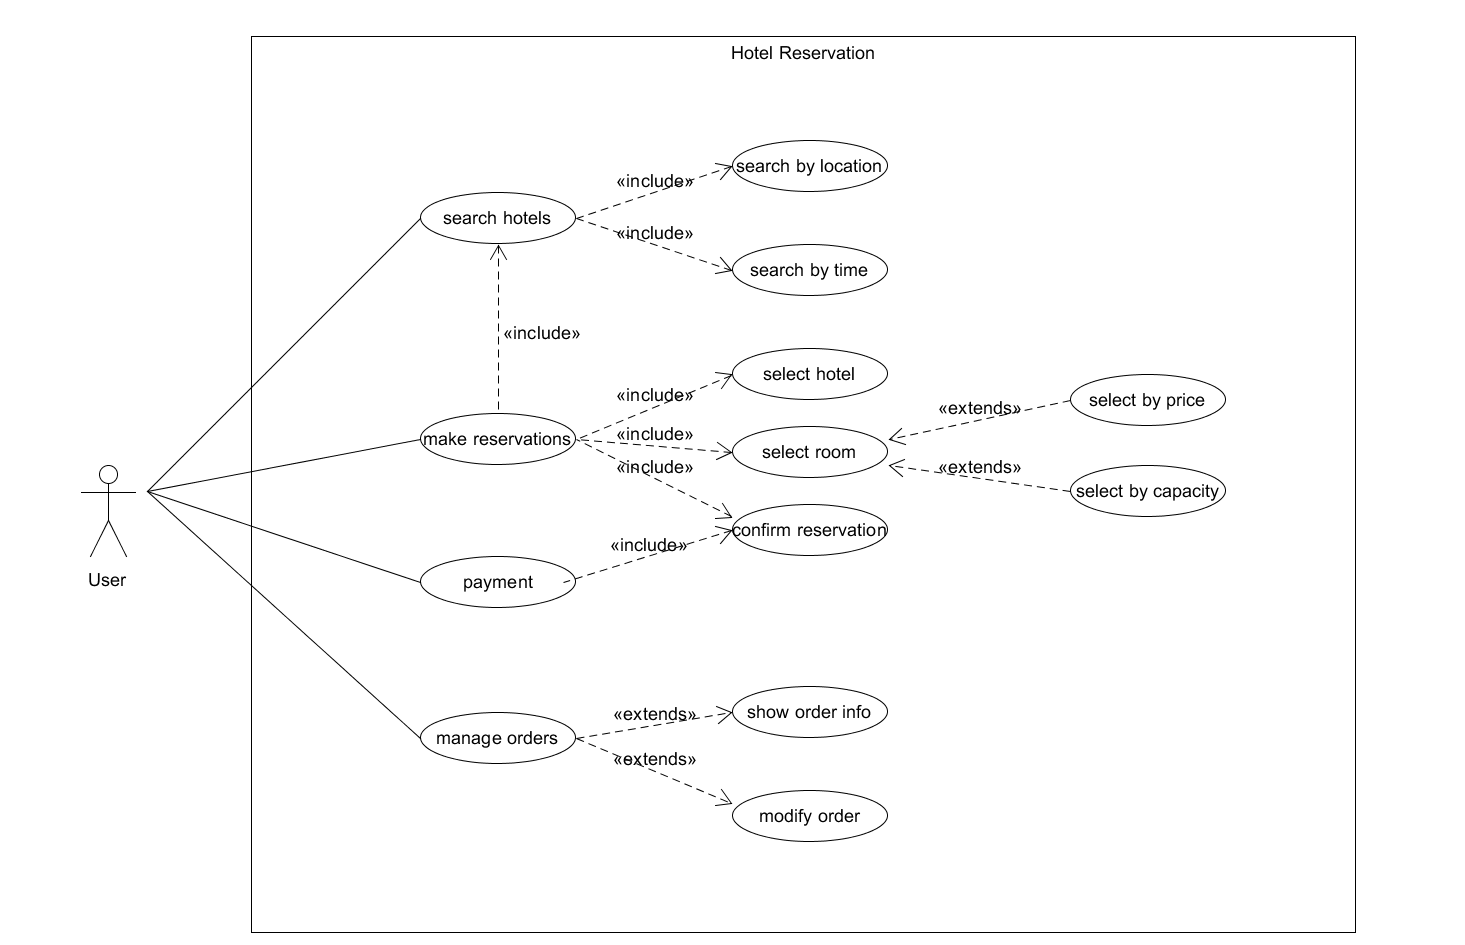 Hotel Reservation
search by location
«include»
search hotels
«include»
search by time
«include»
select hotel
«include»
select by price
«extends»
make reservations
«include»
select room
«include»
«extends»
select by capacity
confirm reservation
«include»
User
payment
show order info
«extends»
manage orders
«extends»
modify order